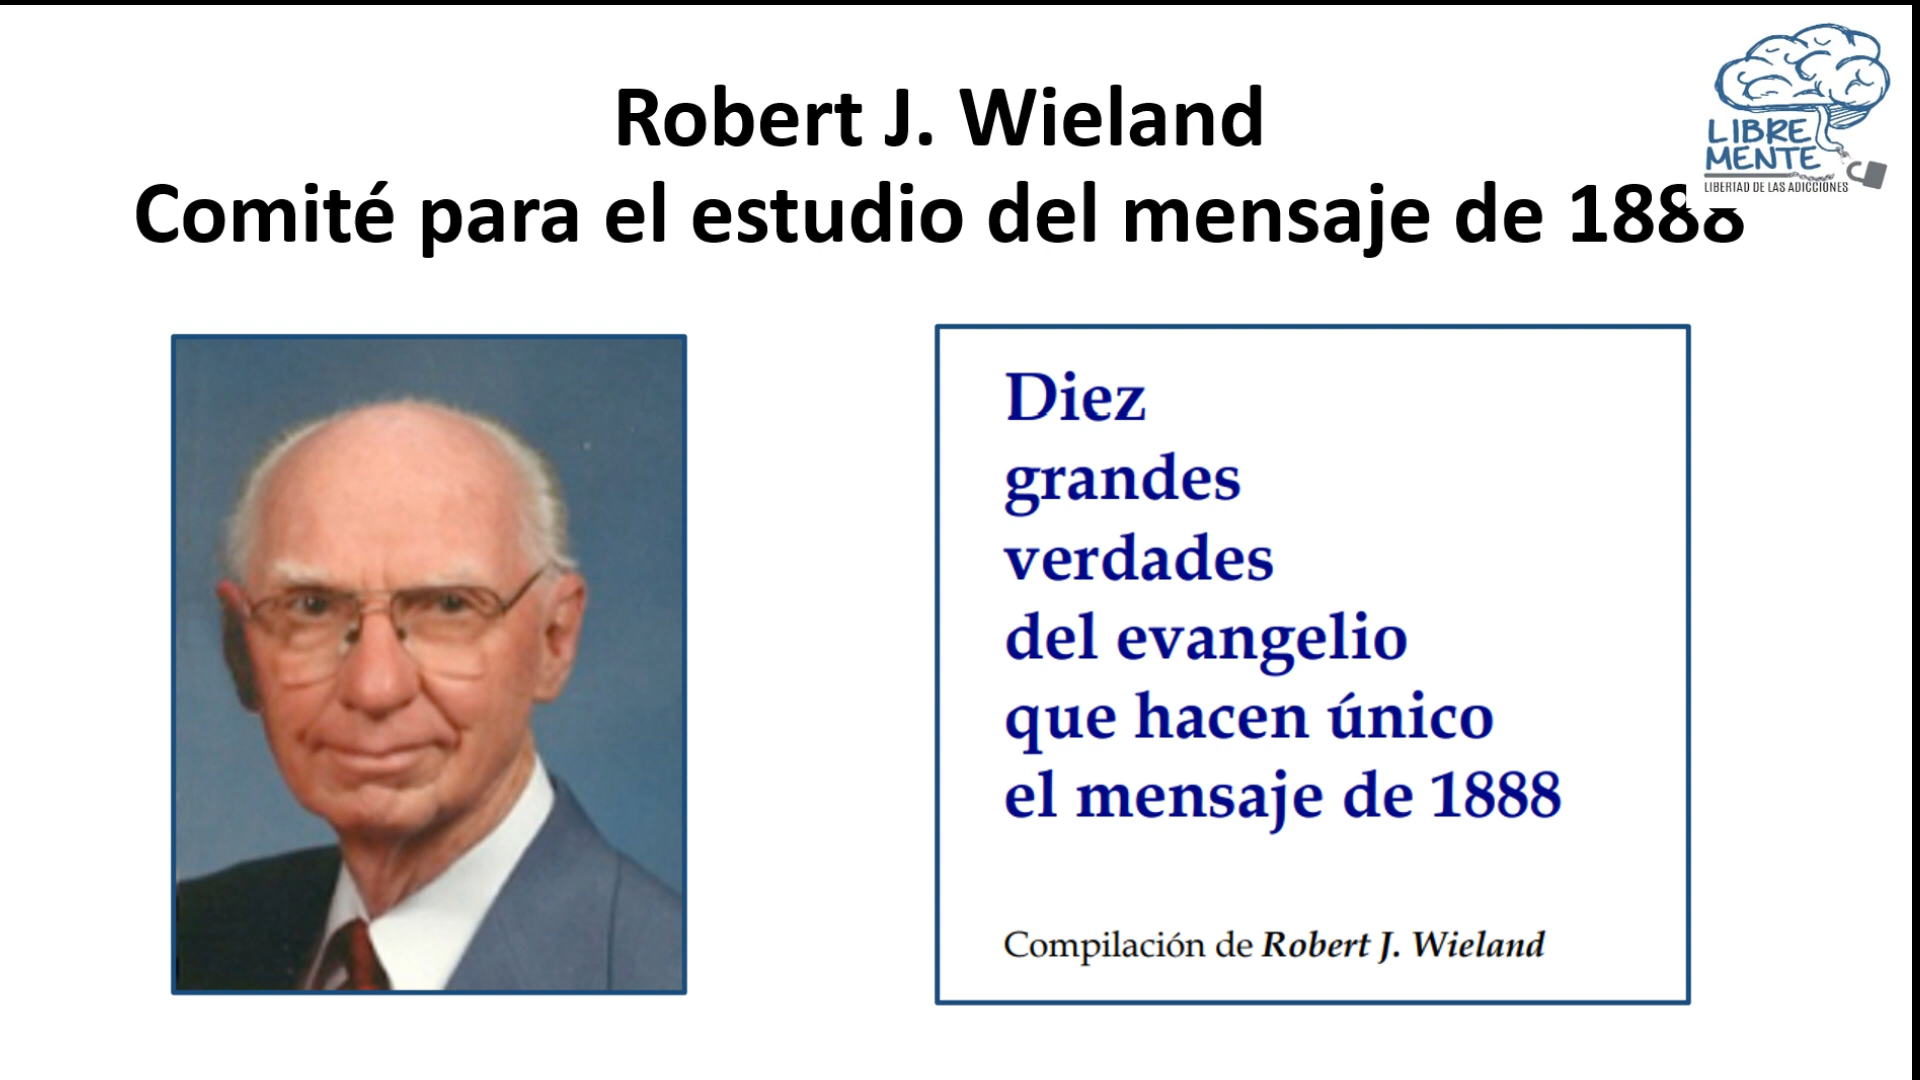 Robert J. Wieland
Comité para el estudio del mensaje de 1888
LIBRE
MENTE
LIBERTAD DE LAS ADICCIONES
Diez
grandes
verdades
del evangelio
que hacen único
el mensaje de 1888
Compilación de Robert J. Wieland